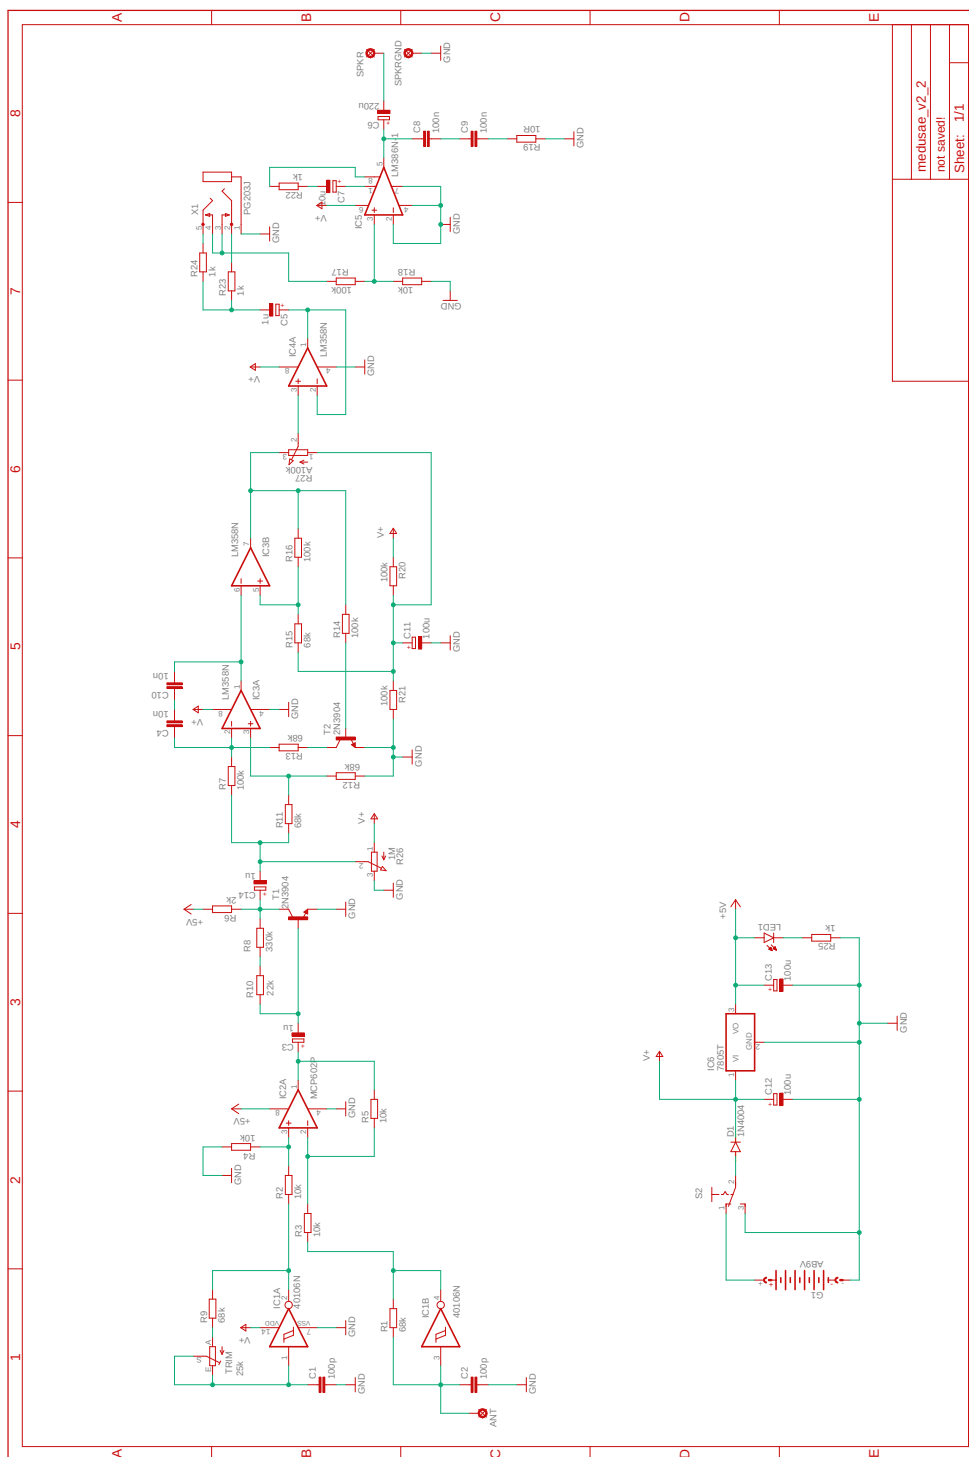 A
B
C
D
E
8
7
6
5
4
3
2
1
medusae_v2_2
not saved!
Sheet: 1/1
SPKR
SPKRGND
GND
220u
C6
C8
100n
C9
100n
10R
R19
GND
LM386N-1
IC5
1k
R22
C7
V+
GND
X1
PG203J
GND
R24
1k
R23
1k
R17
100k
R18
10k
GND
1u
C5
IC4A
LM358N
V+
GND
A100k
R27
LM358N
IC3B
R16
100k
R15
68k
R14
100k
V+
100k
R20
C11
100u
GND
100k
R21
GND
10n
C10
10n
C4
LM358N
IC3A
V+
GND
T2
2N3904
68k
R13
68k
R12
R7
100k
R11
68k
V+
1M
R26
GND
1u
C14
T1
2N3904
GND
+5V
2k
R6
R8
330k
R10
22k
1u
C3
IC2A
MCP602P
+5V
GND
R5
10k
10k
R4
GND
R2
10k
R3
10k
R9
68k
TRIM
25k
IC1A
40106N
VDD
VSS
V+
GND
C1
100p
GND
R1
68k
IC1B
40106N
C2
100p
GND
ANT
+5V
LED1
1k
R25
C13
100u
IC6
7805T
VI
VO
GND
GND
V+
C12
100u
D1
1N4004
S2
AB9V
G1
A
B
C
D
E